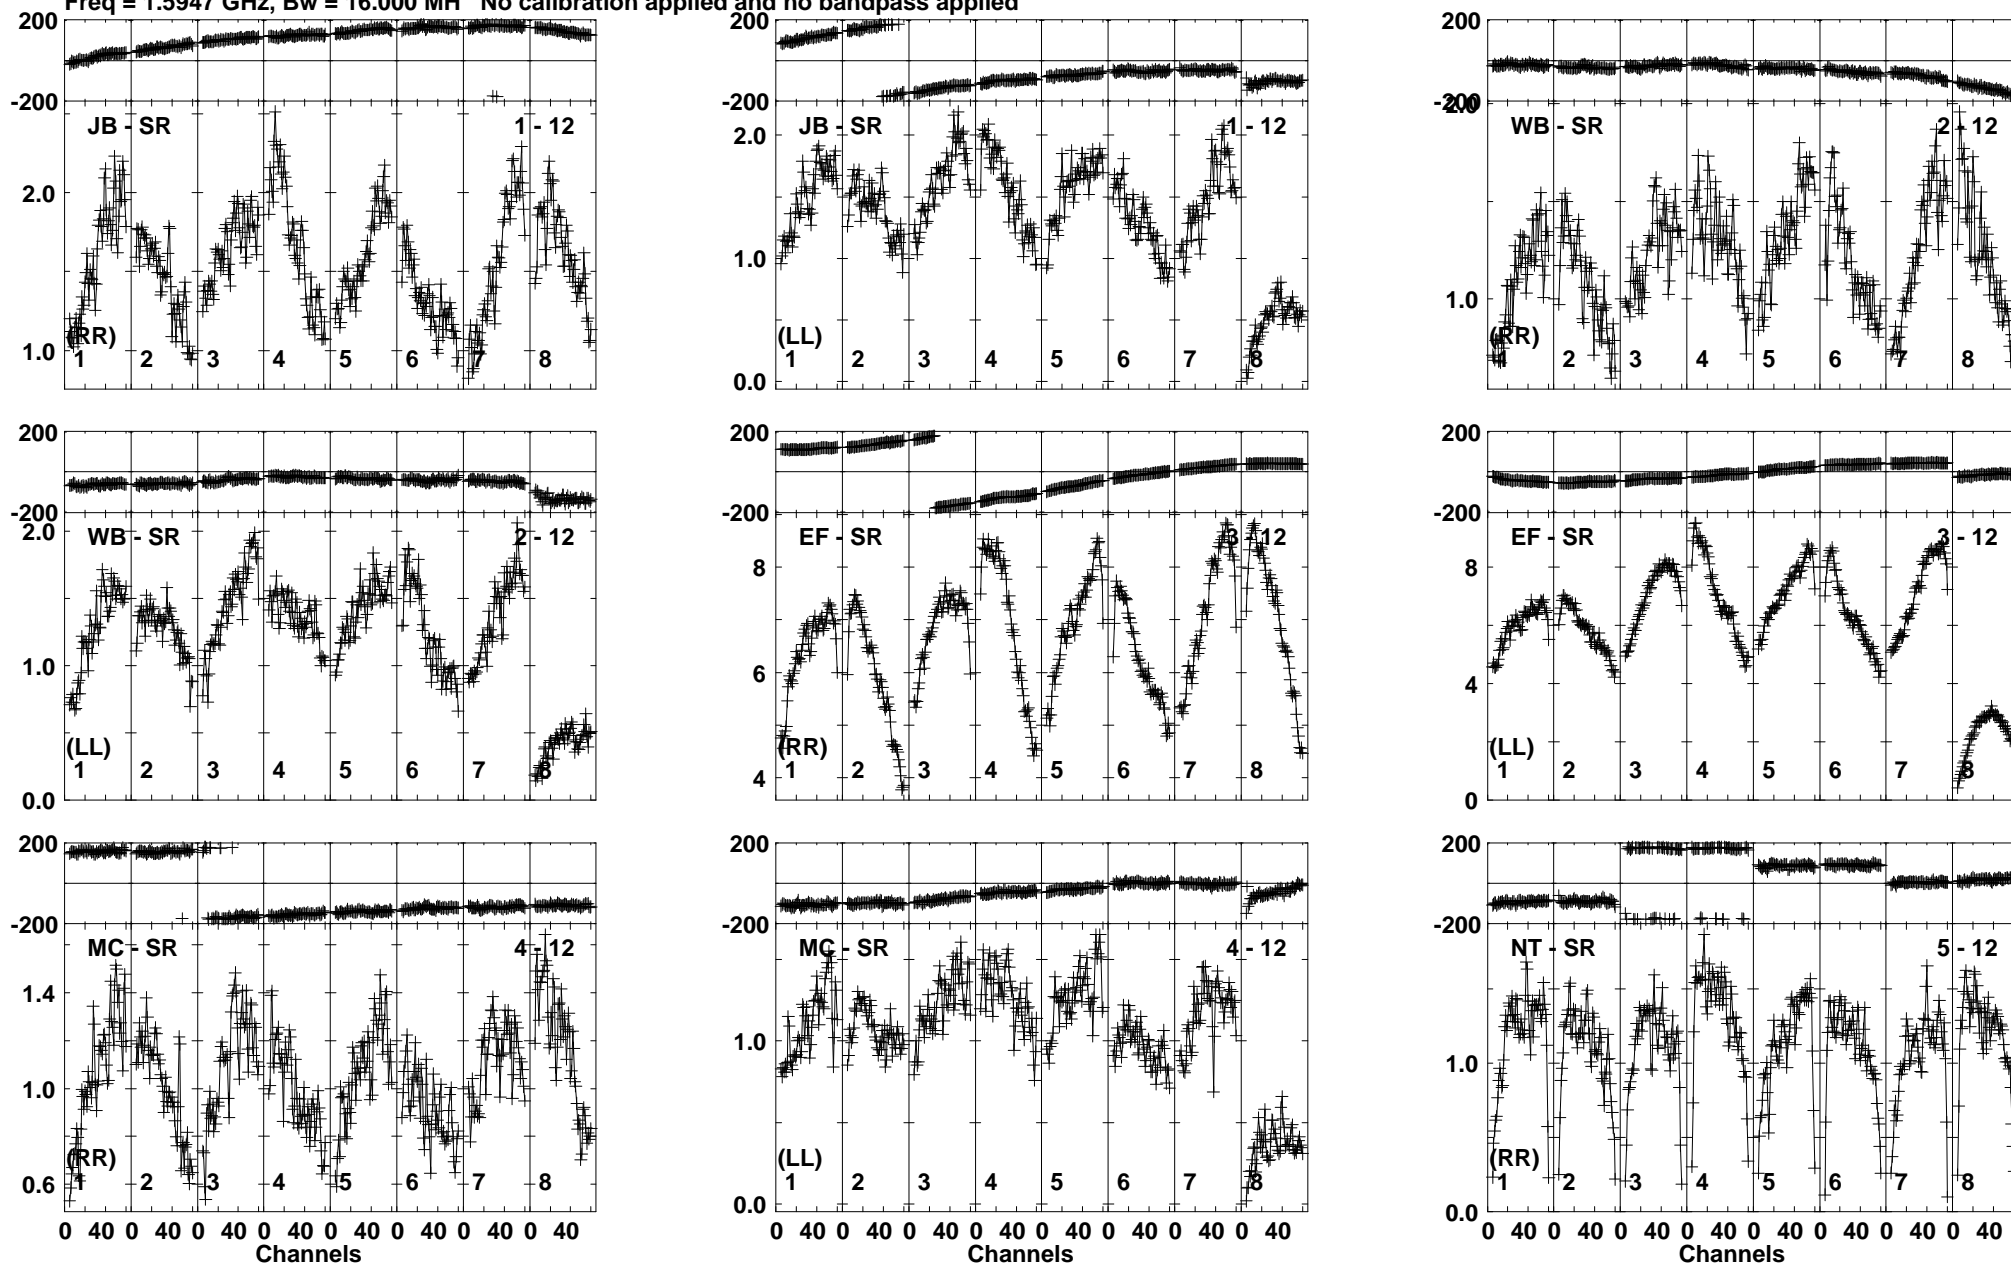 Freq = 1.5947 GHz, Bw = 16.000 MH No calibration applied and no bandpass applied
200 200 200
-200 -200 -200
JB - SR 1 - 12 JB - SR 1 - 12 WB - SR 2 - 12
2.0 2.0 2.0
1.0 1.0 1.0
0.0
(RR) (LL) (RR)
1 2 3 4 5 6 7 8 1 2 3 4 5 6 7 8 1 2 3 4 5 6 7 8
200 200 200
-200 -200 -200
WB - SR 2 - 12 EF - SR 3 - 12 EF - SR 3 - 12
2.0 8 8
1.0 6 4
0.0 4 0
(LL) (RR) (LL)
1 2 3 4 5 6 7 8 1 2 3 4 5 6 7 8 1 2 3 4 5 6 7 8
200 200 200
-200 -200 -200
MC - SR 4 - 12 MC - SR 4 - 12 NT - SR 5 - 12
1.4 1.0 1.0
1.0
0.6 0.0 0.0
(RR) (LL) (RR)
1 2 3 4 5 6 7 8 1 2 3 4 5 6 7 8 1 2 3 4 5 6 7 8
0 40 0 40 0 40 0 40 0 40 0 40 0 40 0 40 0 40 0 40 0 40 0 40 0 40 0 40 0 40 0 40 0 40 0 40 0 40 0 40 0 40 0 40 0 40 0 40
Channels Channels Channels